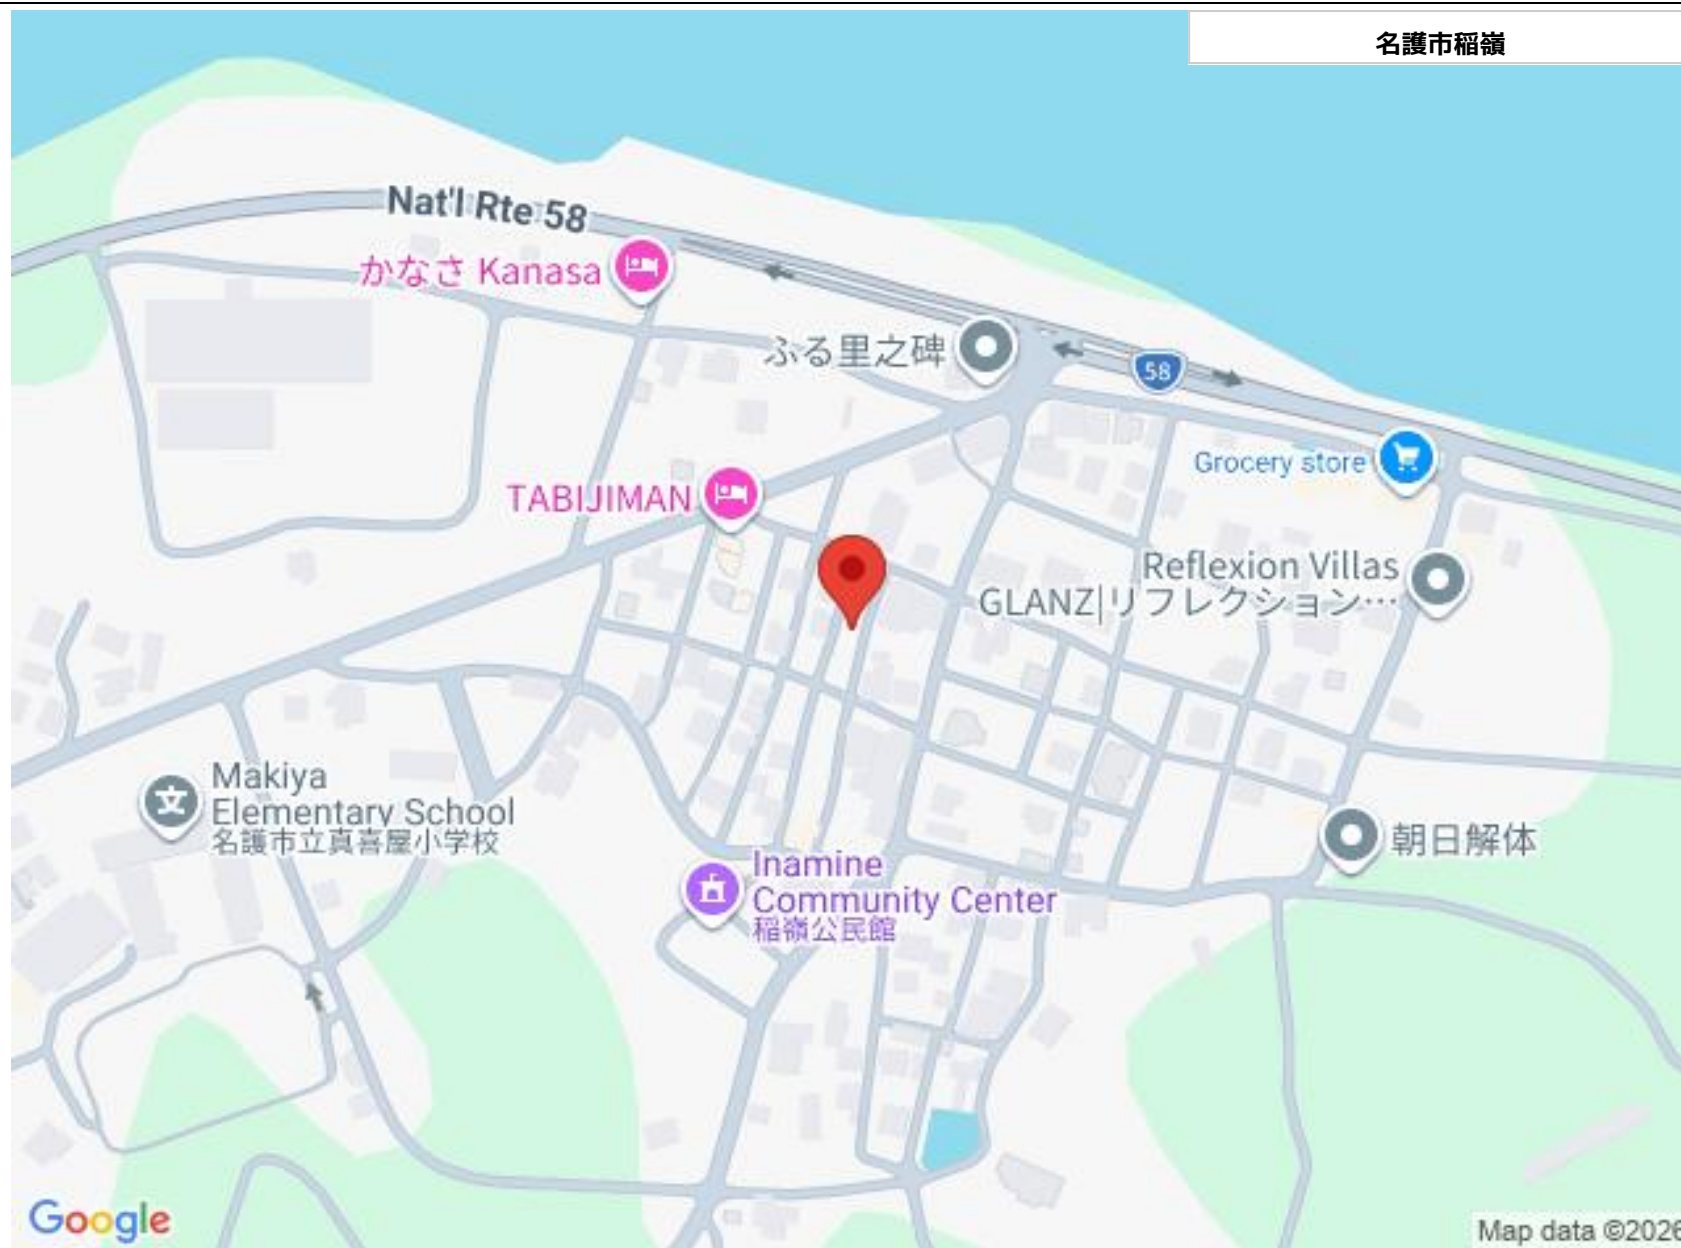 名護市稲嶺
Nat'l Rte 58
かなさ Kanasa
ふる里之碑
58
Grocery store
TABIJIMAN
Reflexion Villas
GLANZ|リフレクション…
Makiya
Elementary School
名護市立真喜屋小学校
朝日解体
Inamine
Community Center
稲嶺公民館
Google
Map data ©2026